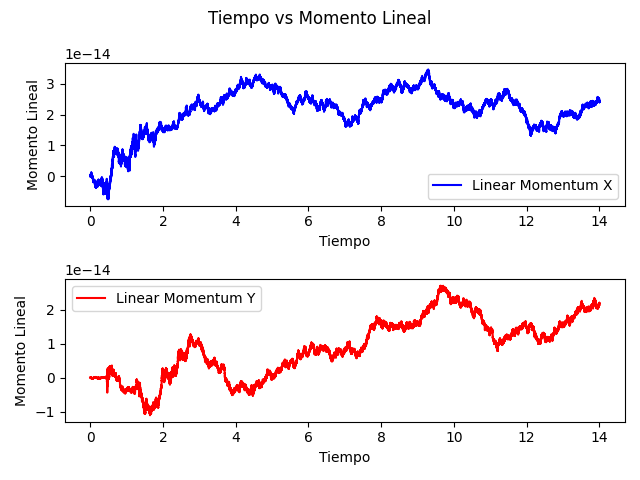 Tiempo vs Momento Lineal
1e−14
3
2
1
0
Momento Lineal
Linear Momentum X
0 2 4 6 8 10 12 14
Tiempo
1e−14
2
1
0
−1
Momento Lineal
Linear Momentum Y
0 2 4 6 8 10 12 14
Tiempo